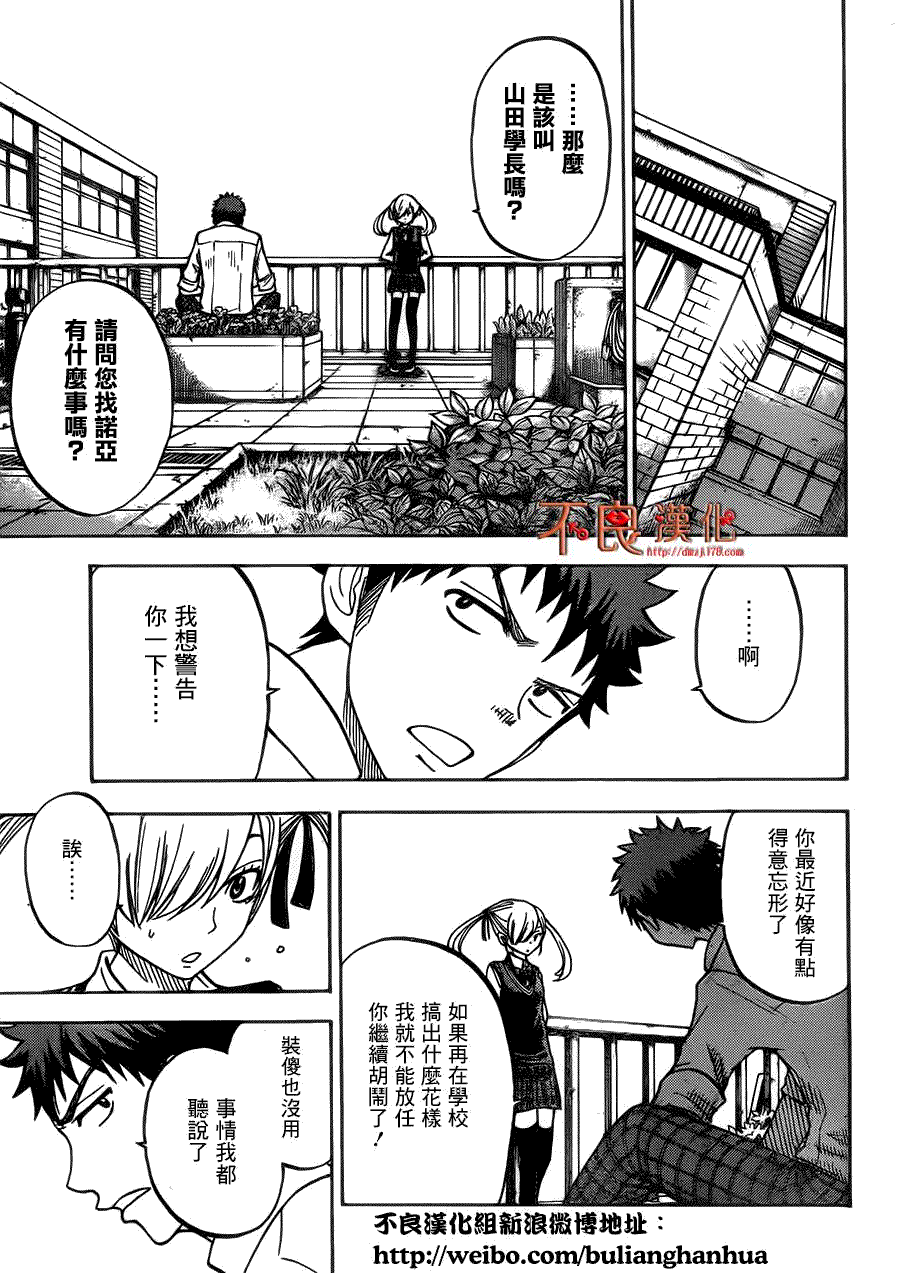 ……那麼
是該叫
山田學長嗎？
請問您找諾亞
有什麼事嗎？
不良漢化
http://dmzj178.com
……啊
我想警告
你一下……
你最近好像有點
得意忘形了
如果再在學校
搞出什麼花樣
我就不能放任
你繼續胡鬧了！
誒……
裝傻也沒用
事情我都
聽說了
不良漢化組新浪微博地址：
http://weibo.com/bulianghanhua